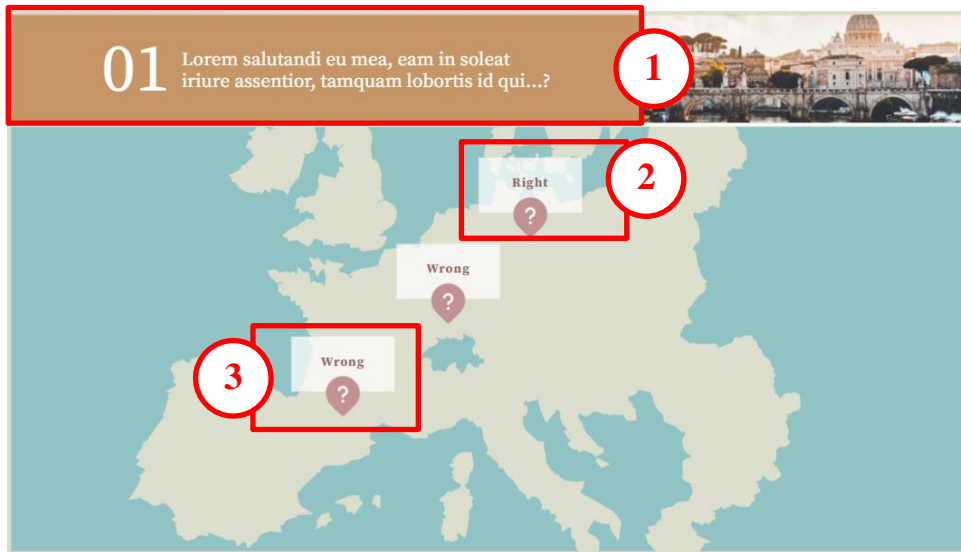 01
Lorem salutandi eu mea, eam in soleat
iriure assentior, tamquam lobortis id qui...?
1
Right
?
2
Wrong
?
Wrong
?
3